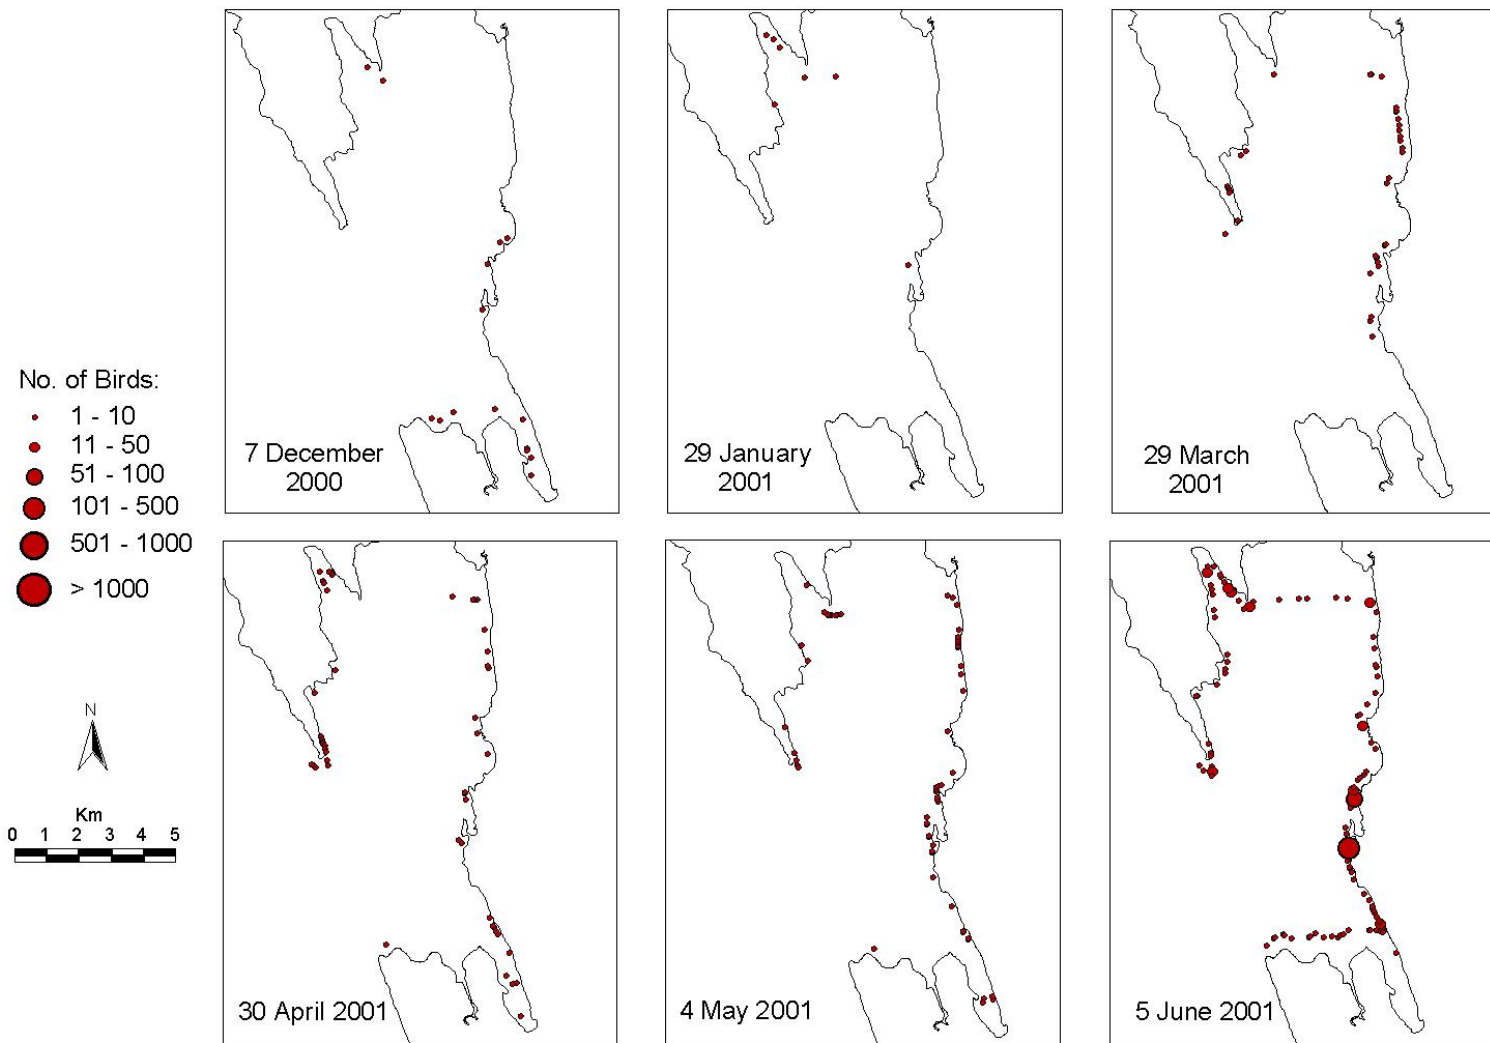 No. of Birds:
1 - 10
11 - 50
51 - 100
101 - 500
501 - 1000
> 1000
N
Km
0 1 2 3 4 5
7 December
2000
29 January
2001
29 March
2001
30 April 2001
4 May 2001
5 June 2001